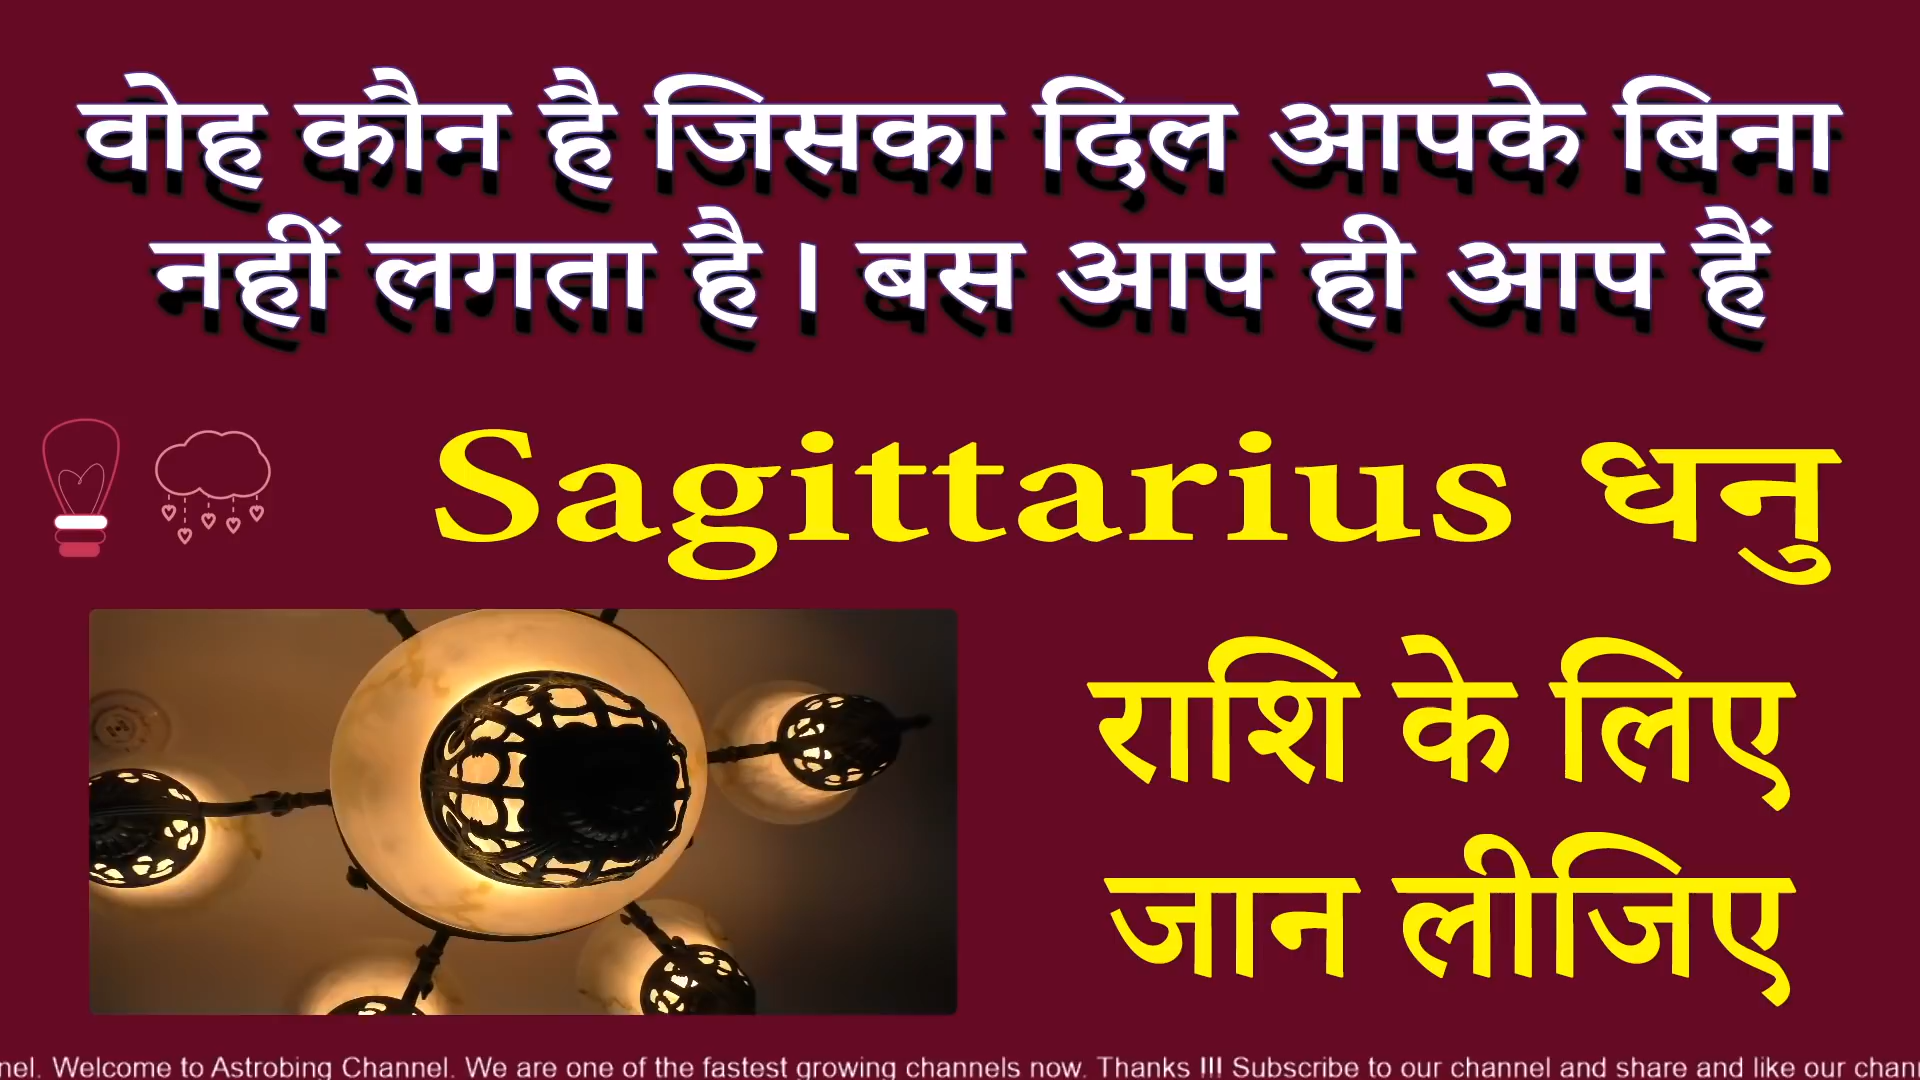 वोह कौन है जिसका दिल आपके बिना
नहीं लगता है । बस आप ही आप हैं
Sagittarius धनु
राशि के लिए
जान लीजिए
nel. Welcome to Astrobing Channel. We are one of the fastest growing channels now. Thanks !!! Subscribe to our channel and share and like our chan